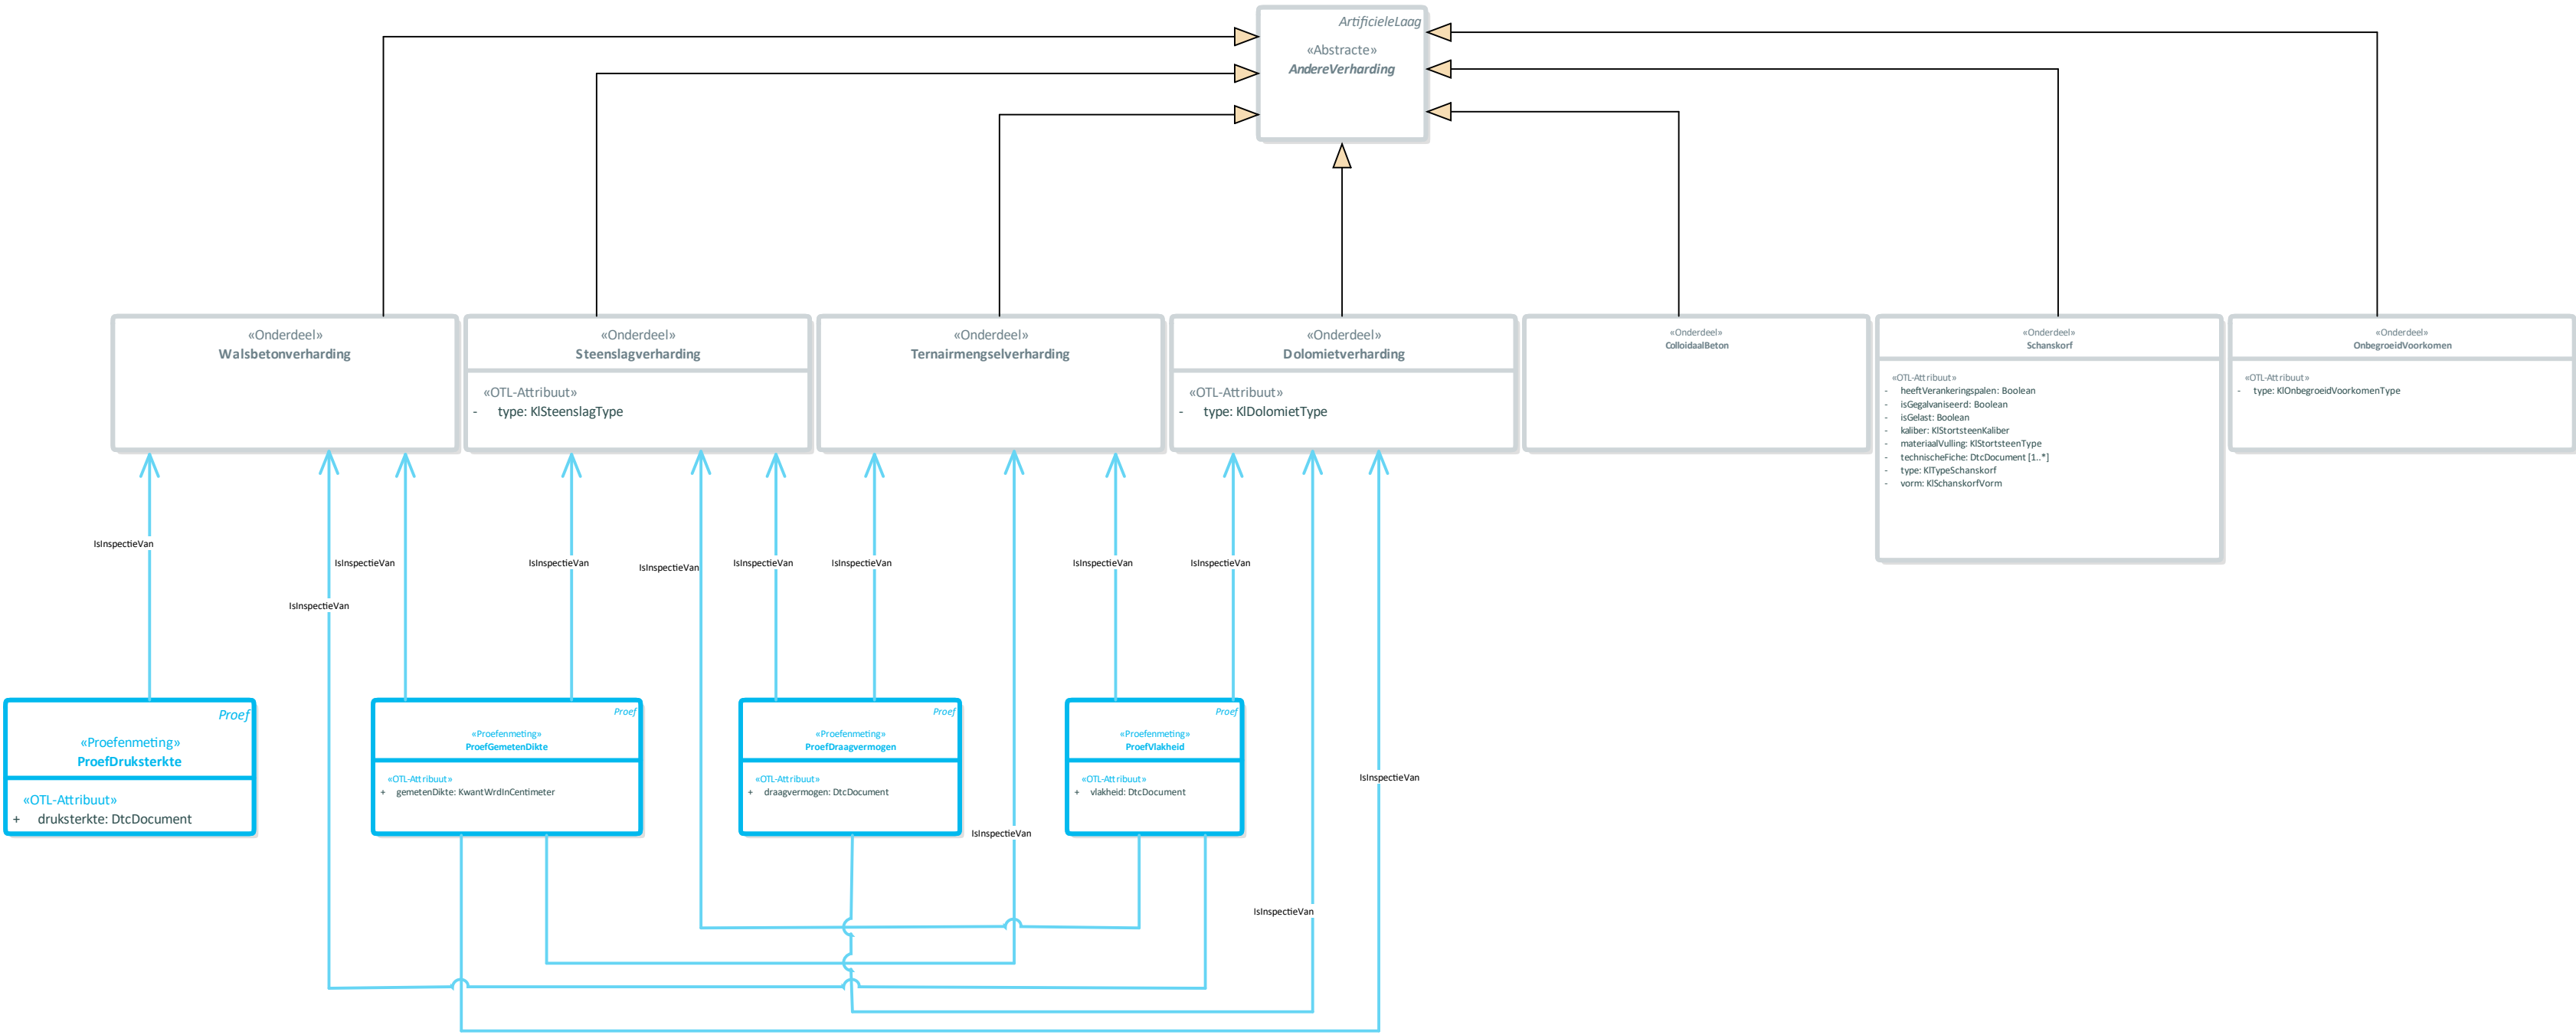 ArtificieleLaag
«Abstracte»
AndereVerharding
«Onderdeel»
Walsbetonverharding
«Onderdeel»
Steenslagverharding
«OTL-Attribuut»
- type: KlSteenslagType
«Onderdeel»
Ternairmengselverharding
«Onderdeel»
Dolomietverharding
«OTL-Attribuut»
- type: KlDolomietType
«Onderdeel»
ColloidaalBeton
«Onderdeel»
Schanskorf
«OTL-Attribuut»
- heeftVerankeringspalen: Boolean
- isGegalvaniseerd: Boolean
- isGelast: Boolean
- kaliber: KlStortsteenKaliber
- materiaalVulling: KlStortsteenType
- technischeFiche: DtcDocument [1..*]
- type: KlTypeSchanskorf
- vorm: KlSchanskorfVorm
«Onderdeel»
OnbegroeidVoorkomen
«OTL-Attribuut»
- type: KlOnbegroeidVoorkomenType
IsInspectieVan
IsInspectieVan
IsInspectieVan
IsInspectieVan
IsInspectieVan
IsInspectieVan
IsInspectieVan
IsInspectieVan
IsInspectieVan
Proef
«Proefenmeting»
ProefDruksterkte
«OTL-Attribuut»
+ druksterkte: DtcDocument
Proef
«Proefenmeting»
ProefGemetenDikte
«OTL-Attribuut»
+ gemetenDikte: KwantWrdInCentimeter
Proef
«Proefenmeting»
ProefDraagvermogen
«OTL-Attribuut»
+ draagvermogen: DtcDocument
Proef
«Proefenmeting»
ProefVlakheid
«OTL-Attribuut»
+ vlakheid: DtcDocument
IsInspectieVan
IsInspectieVan
IsInspectieVan